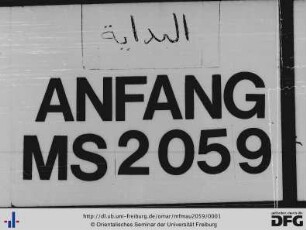 البداية
ANFANG
MS 2059
http://dl.ub.uni-freiburg.de/omar/mfmau2059/0001
© Orientalisches Seminar der Universität Freiburg
DFG